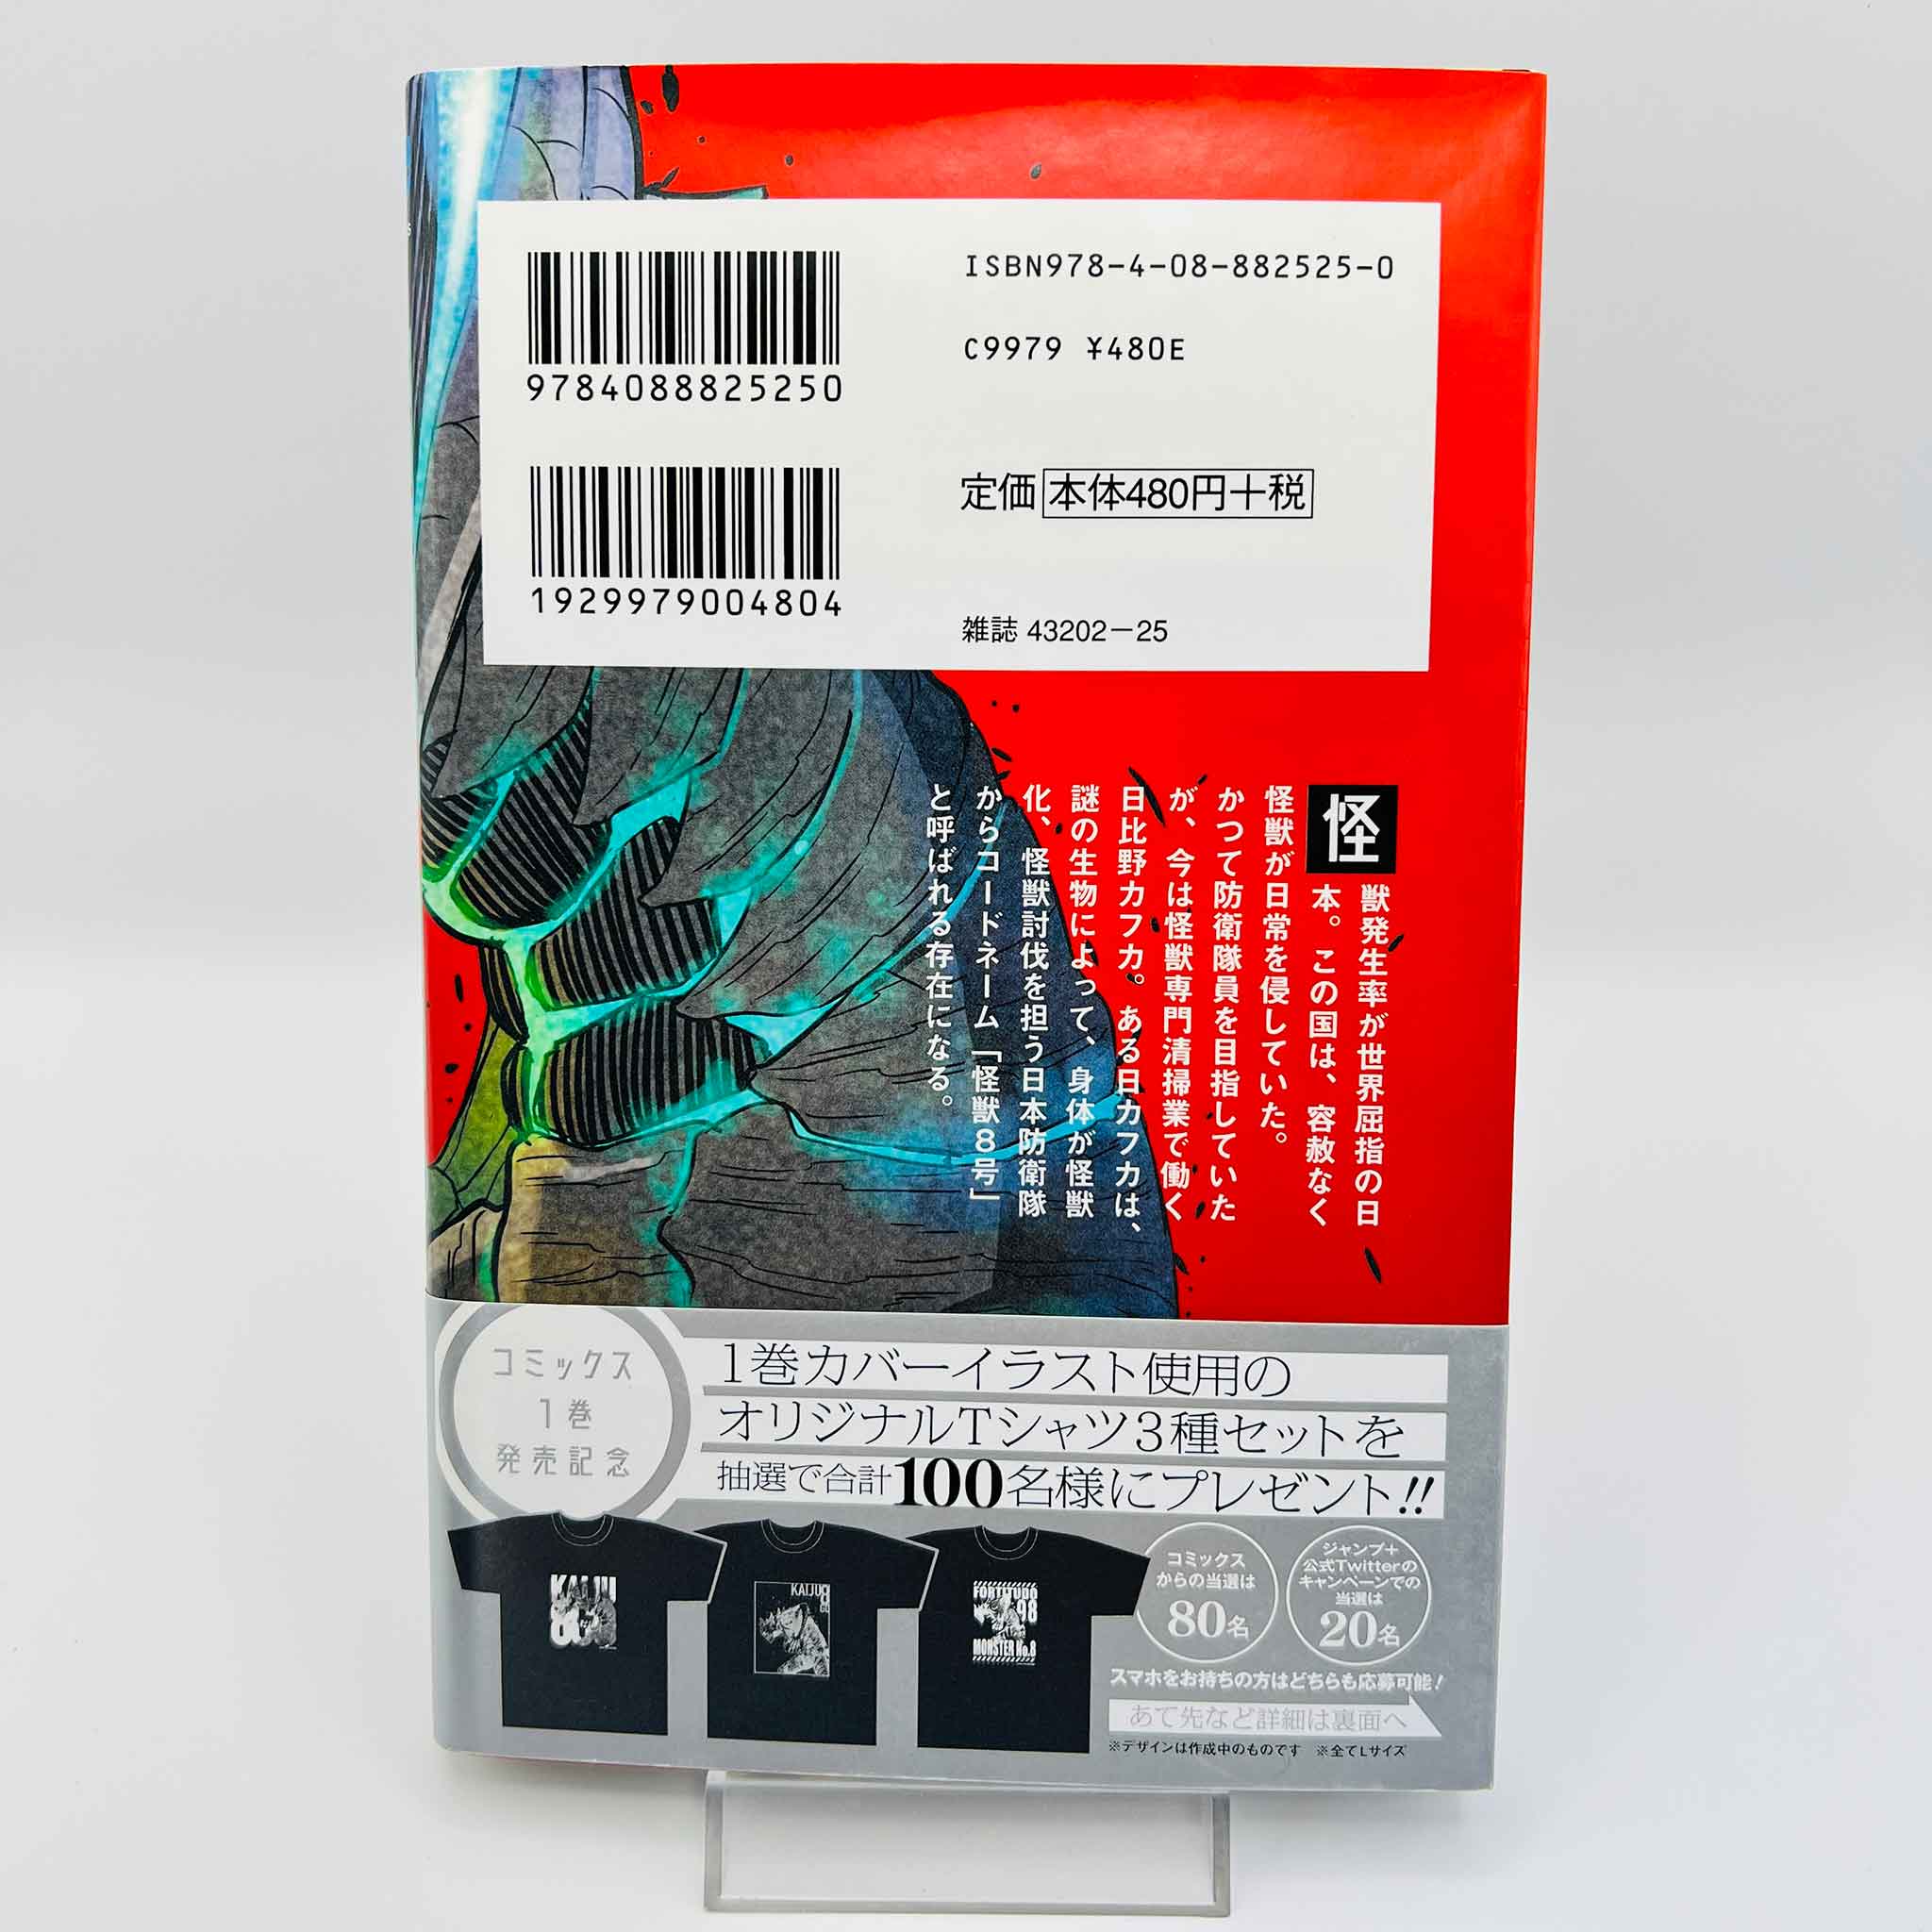 ISBN978-4-08-882525-0
C9979 ¥480E
9784088825250
定価 本体480円+税
1929979004804
雑誌 43202-25
怪獣発生率が世界屈指の日
本。この国は、容赦なく
怪獣が日常を侵していた。
かつて防衛隊員を目指していた
が、今は怪獣専門清掃業で働く
日比野カフカ。ある日カフカは、
謎の生物によって、身体が怪獣
化、怪獣討伐を担う日本防衛隊
からコードネーム「怪獣8号」
と呼ばれる存在になる。
コミックス
1巻
発売記念
1巻カバーイラスト使用の
オリジナルTシャツ3種セットを
抽選で合計100名様にプレゼント!!
KAIJU
8
KAIJU
FORTITUDE
98
MONSTER No.8
コミックス
からの当選は
80名
ジャンプ+
公式Twitterの
キャンペーンでの
当選は
20名
スマホをお持ちの方はどちらも応募可能!
あて先など詳細は裏面へ
※デザインは作成中のものです ※全てLサイズ